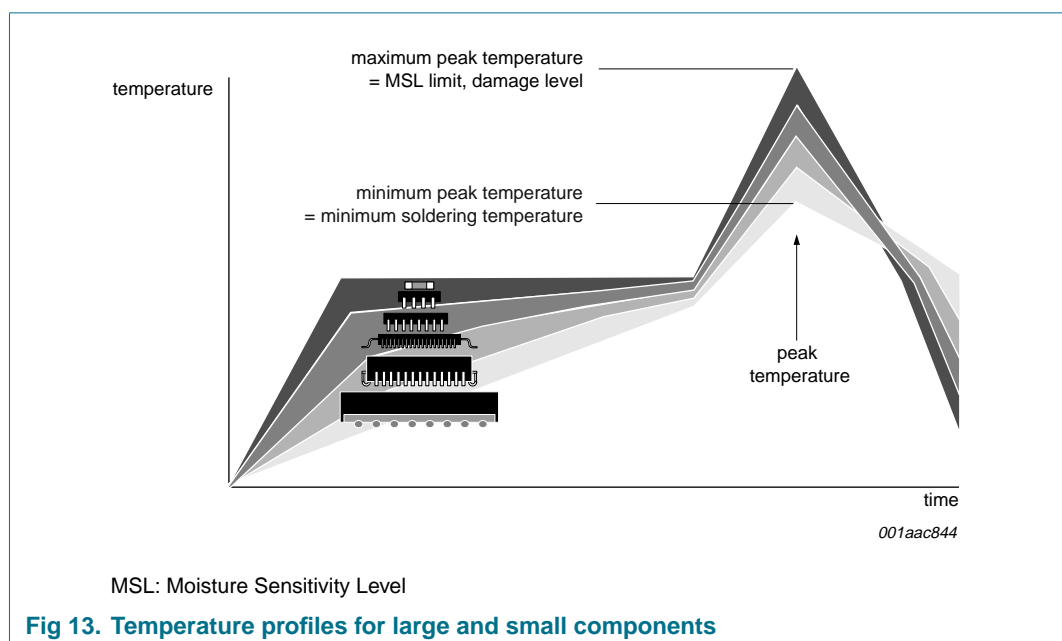 maximum peak temperature
= MSL limit, damage level
temperature
minimum peak temperature
= minimum soldering temperature
peak
temperature
time
001aac844
MSL: Moisture Sensitivity Level
Fig 13. Temperature profiles for large and small components